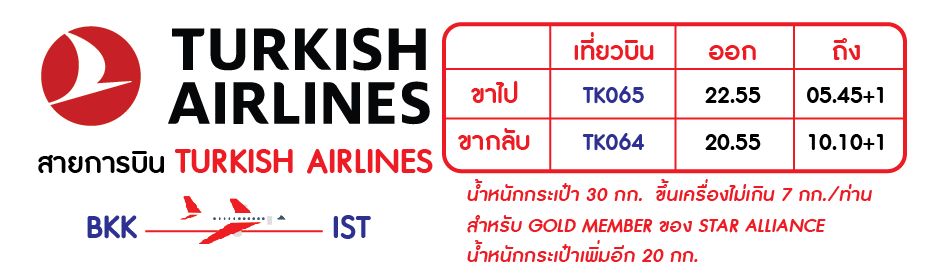 TURKISH
AIRLINES
สายการบิน TURKISH AIRLINES
BKK IST
เที่ยวบิน ออก ถึง
ขาไป TK065 22.55 05.45+1
ขากลับ TK064 20.55 10.10+1
น้ำหนักกระเป๋า 30 กก. ขึ้นเครื่องไม่เกิน 7 กก./ท่าน
สำหรับ GOLD MEMBER ของ STAR ALLIANCE
น้ำหนักกระเป๋าเพิ่มอีก 20 กก.